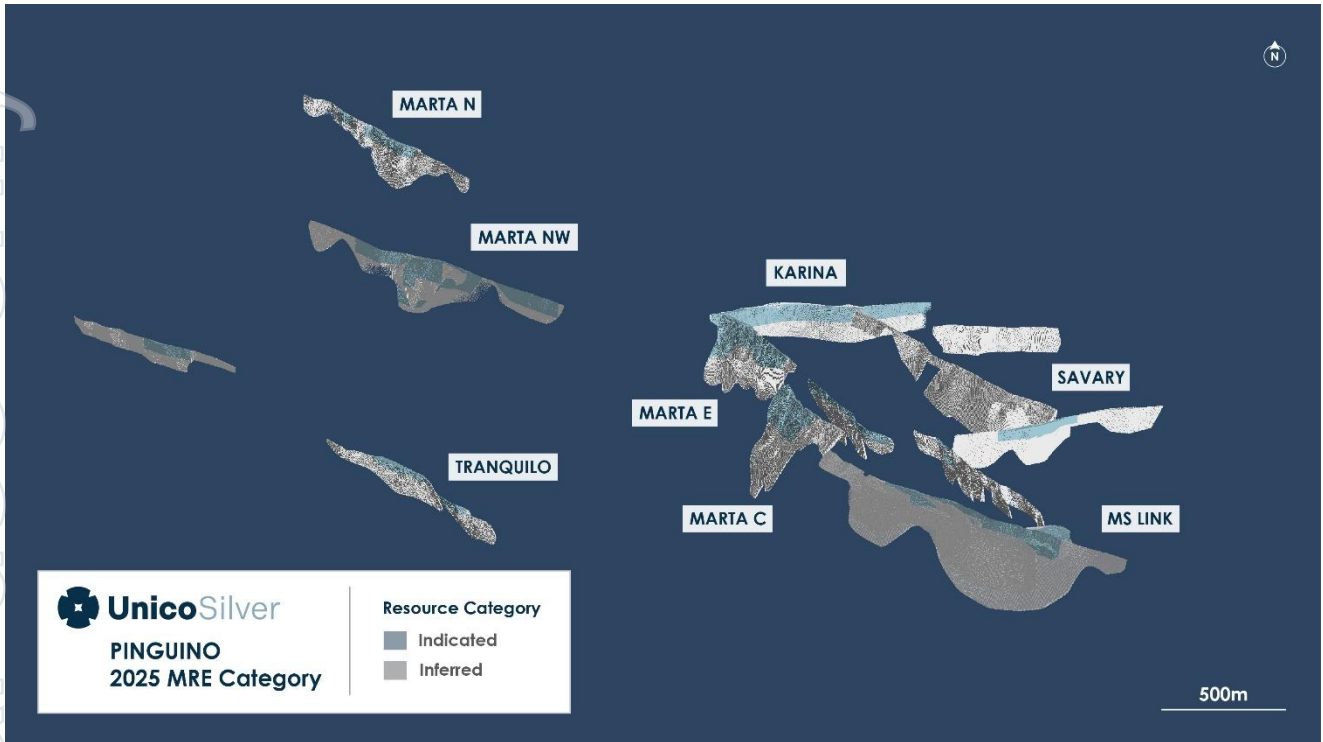 N
MARTA N
MARTA NW
KARINA
SAVARY
MARTA E
TRANQUILO
MARTA C
MS LINK
UnicoSilver
PINGUINO
2025 MRE Category
Resource Category
Indicated
Inferred
500m